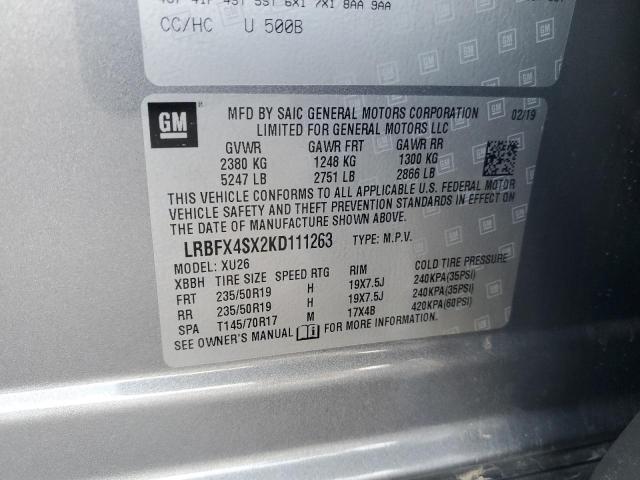 CC/HC U 500B
GM
MFD BY SAIC GENERAL MOTORS CORPORATION 02/19
LIMITED FOR GENERAL MOTORS LLC
GVWR GAWR FRT GAWR RR
2380 KG 1248 KG 1300 KG
5247 LB 2751 LB 2866 LB
THIS VEHICLE CONFORMS TO ALL APPLICABLE U.S. FEDERAL MOTOR
VEHICLE SAFETY AND THEFT PREVENTION STANDARDS IN EFFECT ON
THE DATE OF MANUFACTURE SHOWN ABOVE.
LRBFX4SX2KD111263 TYPE: M.P.V.
MODEL: XU26
XBBH TIRE SIZE SPEED RTG RIM COLD TIRE PRESSURE
FRT 235/50R19 H 19X7.5J 240KPA(35PSI)
RR 235/50R19 H 19X7.5J 240KPA(35PSI)
SPA T145/70R17 M 17X4B 420KPA(60PSI)
SEE OWNER'S MANUAL FOR MORE INFORMATION.